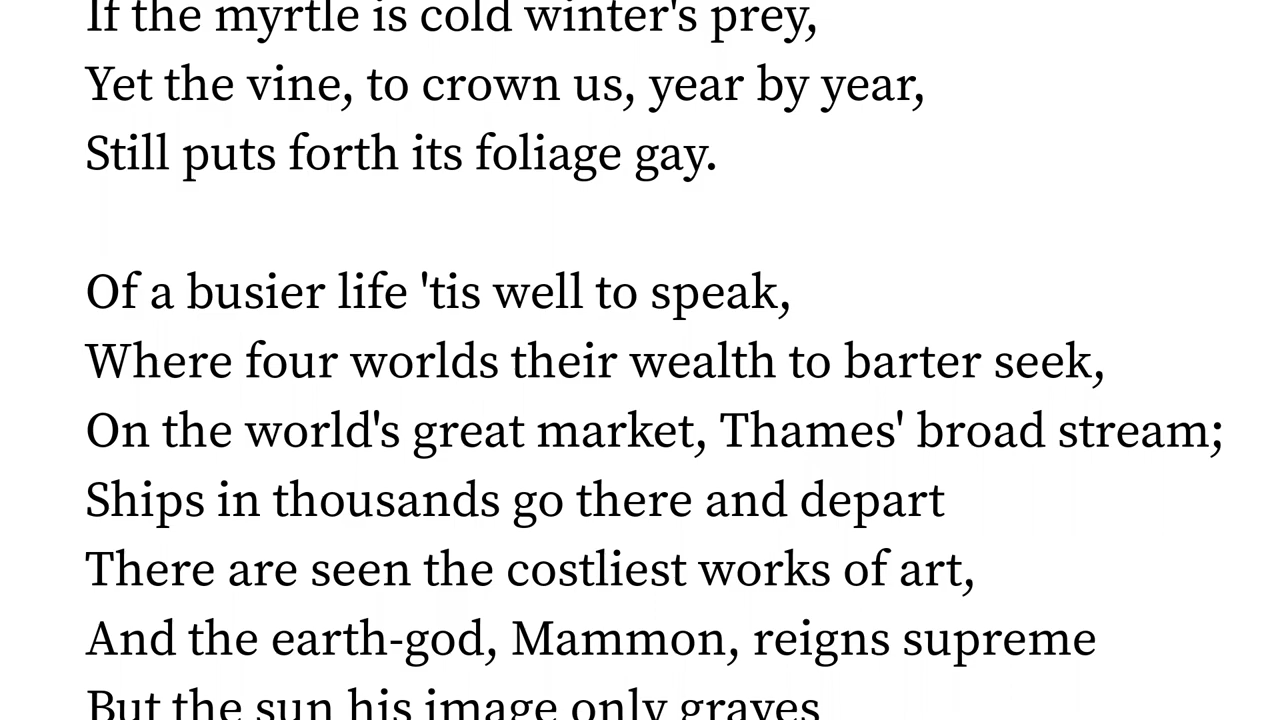 If the myrtle is cold winter's prey,
Yet the vine, to crown us, year by year,
Still puts forth its foliage gay.
Of a busier life 'tis well to speak,
Where four worlds their wealth to barter seek,
On the world's great market, Thames' broad stream;
Ships in thousands go there and depart
There are seen the costliest works of art,
And the earth-god, Mammon, reigns supreme
But the sun his image only graves